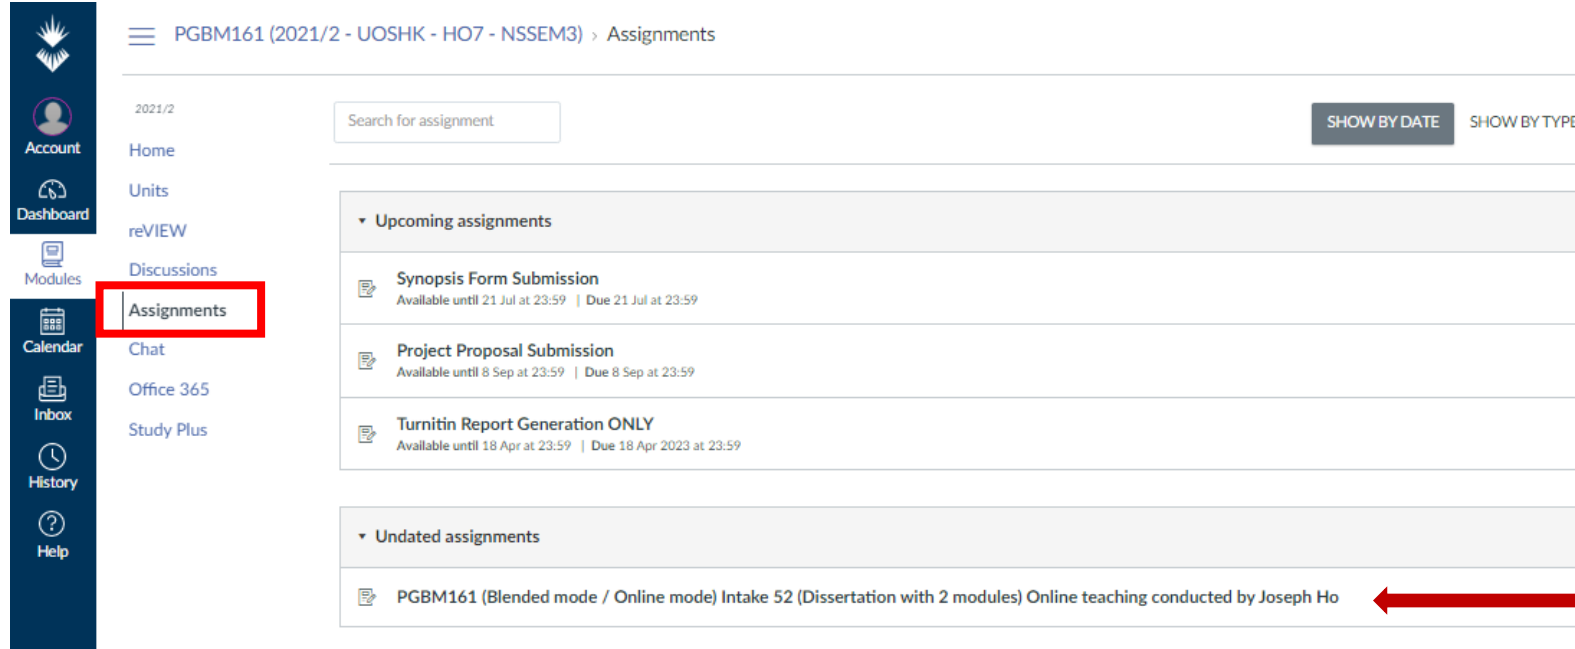 PGBM161 (2021/2 - UOSHK - HO7 - NSSEM3) › Assignments
Account
Dashboard
Modules
Calendar
Inbox
History
Help
2021/2
Home
Units
reVIEW
Discussions
Assignments
Chat
Office 365
Study Plus
Search for assignment
SHOW BY DATE SHOW BY TYPE
Upcoming assignments
Synopsis Form Submission
Available until 21 Jul at 23:59 | Due 21 Jul at 23:59
Project Proposal Submission
Available until 8 Sep at 23:59 | Due 8 Sep at 23:59
Turnitin Report Generation ONLY
Available until 18 Apr at 23:59 | Due 18 Apr 2023 at 23:59
Undated assignments
PGBM161 (Blended mode / Online mode) Intake 52 (Dissertation with 2 modules) Online teaching conducted by Joseph Ho